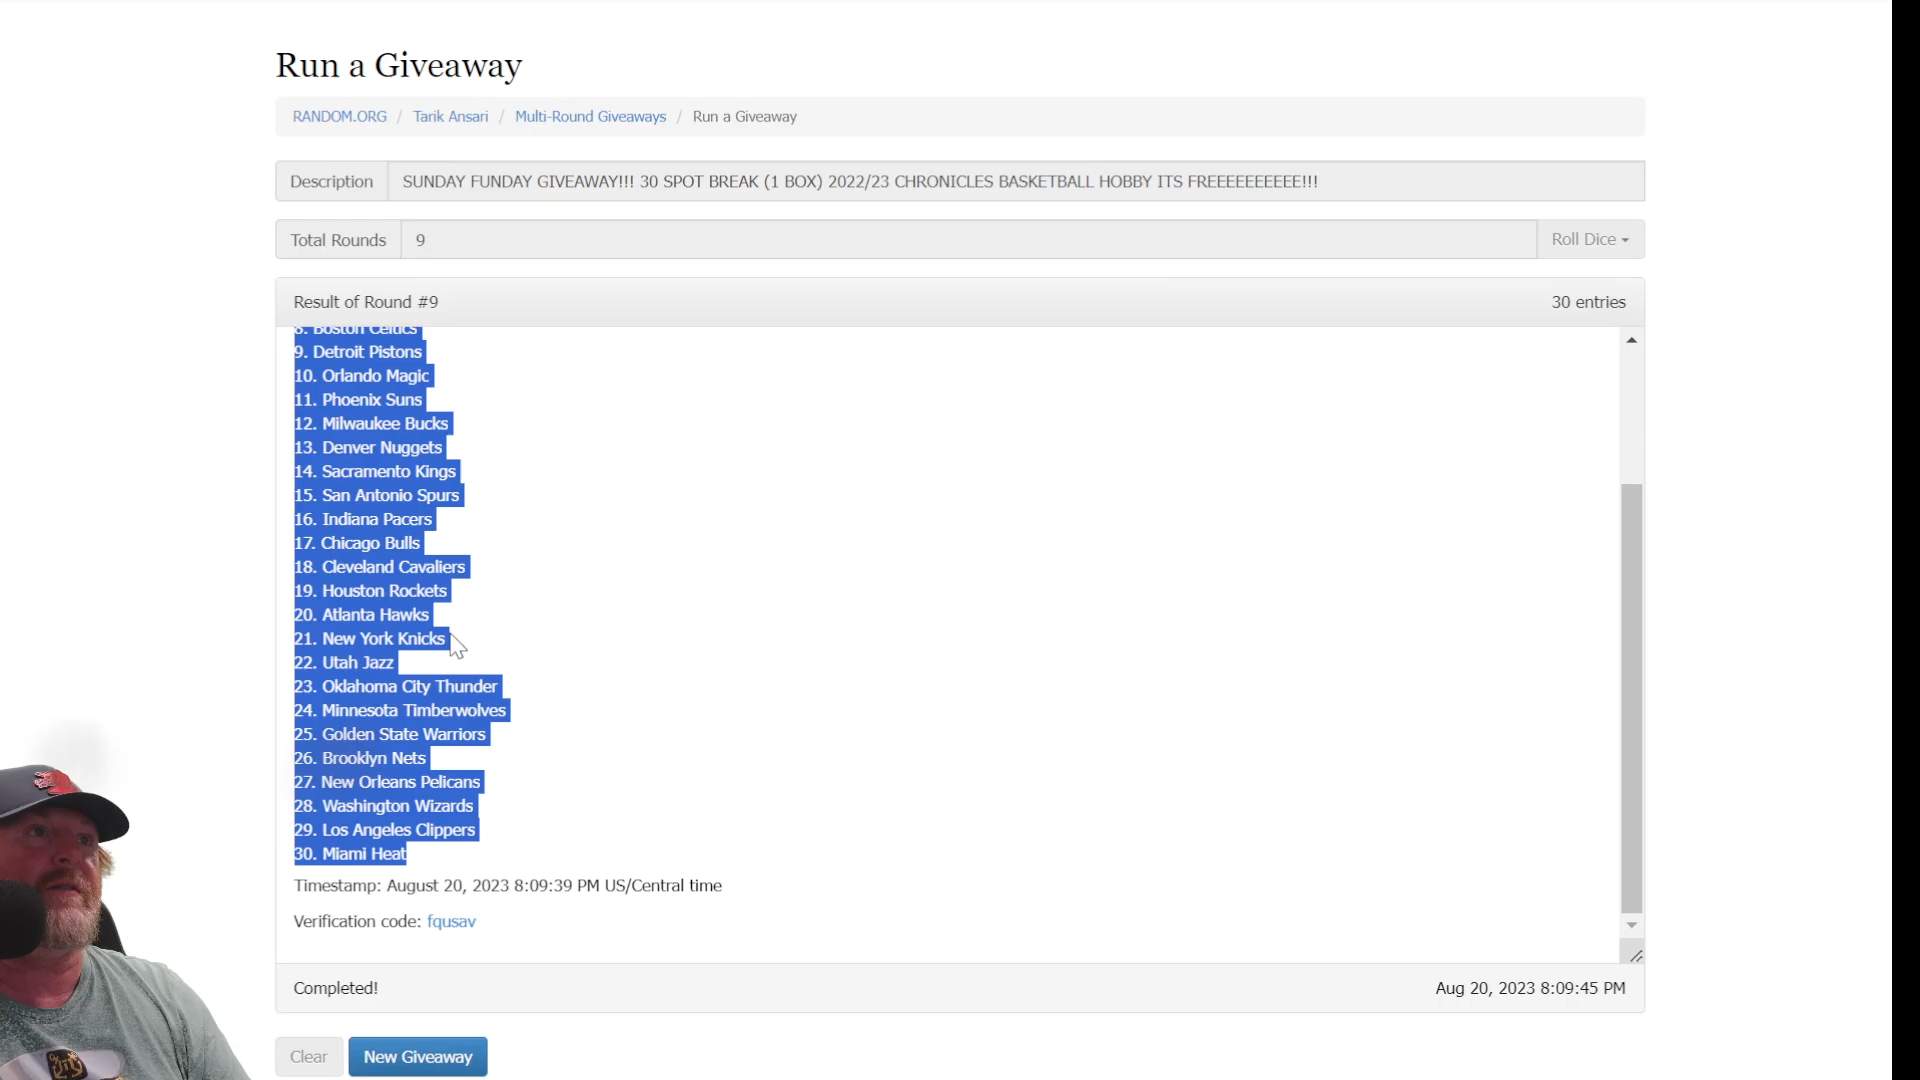 Run a Giveaway
RANDOM.ORG / Tarik Ansari / Multi-Round Giveaways / Run a Giveaway
Description SUNDAY FUNDAY GIVEAWAY!!! 30 SPOT BREAK (1 BOX) 2022/23 CHRONICLES BASKETBALL HOBBY ITS FREEEEEEEEEE!!!
Total Rounds 9 Roll Dice
Result of Round #9 30 entries
8. Boston Celtics
9. Detroit Pistons
10. Orlando Magic
11. Phoenix Suns
12. Milwaukee Bucks
13. Denver Nuggets
14. Sacramento Kings
15. San Antonio Spurs
16. Indiana Pacers
17. Chicago Bulls
18. Cleveland Cavaliers
19. Houston Rockets
20. Atlanta Hawks
21. New York Knicks
22. Utah Jazz
23. Oklahoma City Thunder
24. Minnesota Timberwolves
25. Golden State Warriors
26. Brooklyn Nets
27. New Orleans Pelicans
28. Washington Wizards
29. Los Angeles Clippers
30. Miami Heat
Timestamp: August 20, 2023 8:09:39 PM US/Central time
Verification code: fqusav
Completed! Aug 20, 2023 8:09:45 PM
Clear New Giveaway